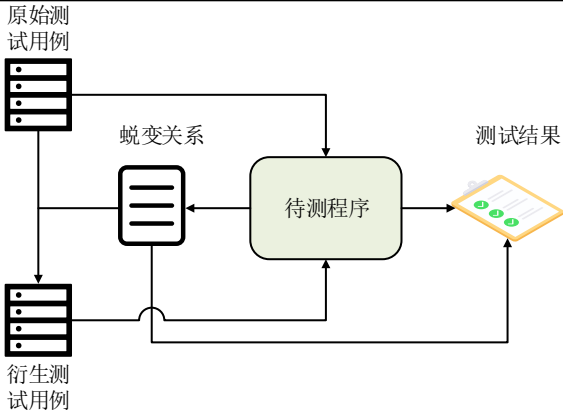 原始测
试用例
蜕变关系
测试结果
待测程序
衍生测
试用例